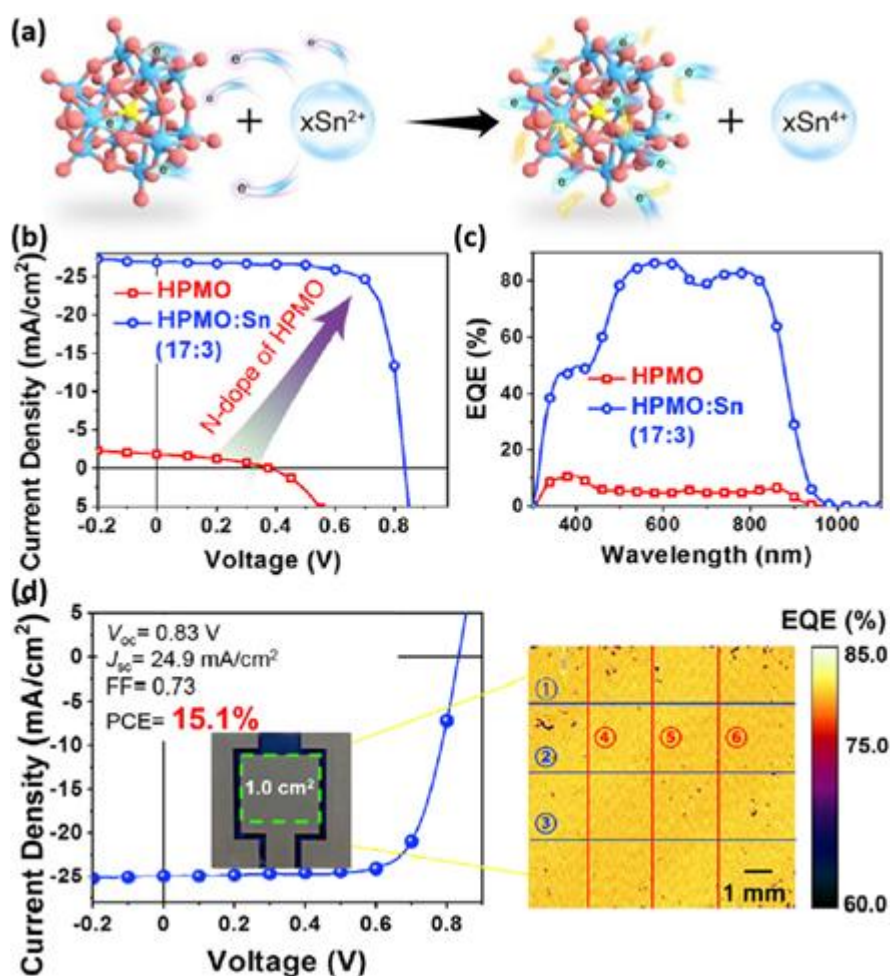 (a)
e e e e e e
+
xSn²⁺
+
xSn⁴⁺
(b)
Current Density (mA/cm²)
-25
-20
-15
-10
-5
0
5
HPMO
HPMO:Sn
(17:3)
N-dope of HPMO
-0.2 0 0.2 0.4 0.6 0.8
Voltage (V)
(c)
EQE (%)
80
60
40
20
0
HPMO
HPMO:Sn
(17:3)
400 600 800 1000
Wavelength (nm)
(d)
Current Density (mA/cm²)
5
0
-5
-10
-15
-20
-25
Voc= 0.83 V
Jsc= 24.9 mA/cm²
FF= 0.73
PCE= 15.1%
1.0 cm²
-0.2 0 0.2 0.4 0.6 0.8
Voltage (V)
EQE (%)
① ② ③ ④ ⑤ ⑥
1 mm
85.0
75.0
60.0